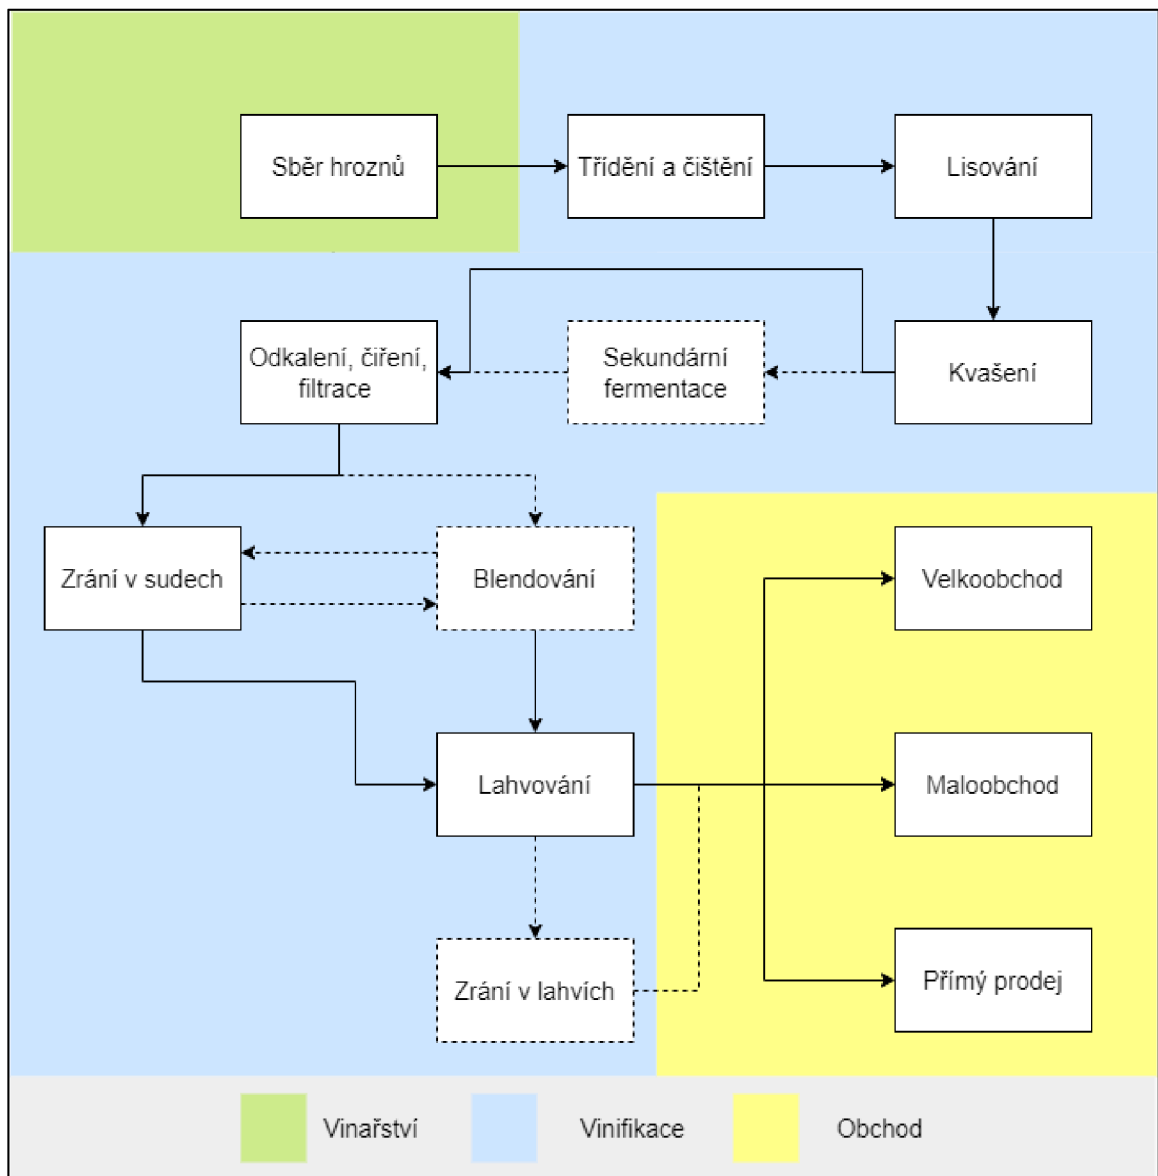 Sběr hroznů
Třídění a čištění
Lisování
Odkalení, čiření,
filtrace
Sekundární
fermentace
Kvašení
Zrání v sudech
Blendování
Velkoobchod
Lahvování
Maloobchod
Zrání v lahvích
Přímý prodej
Vinařství
Vinifikace
Obchod